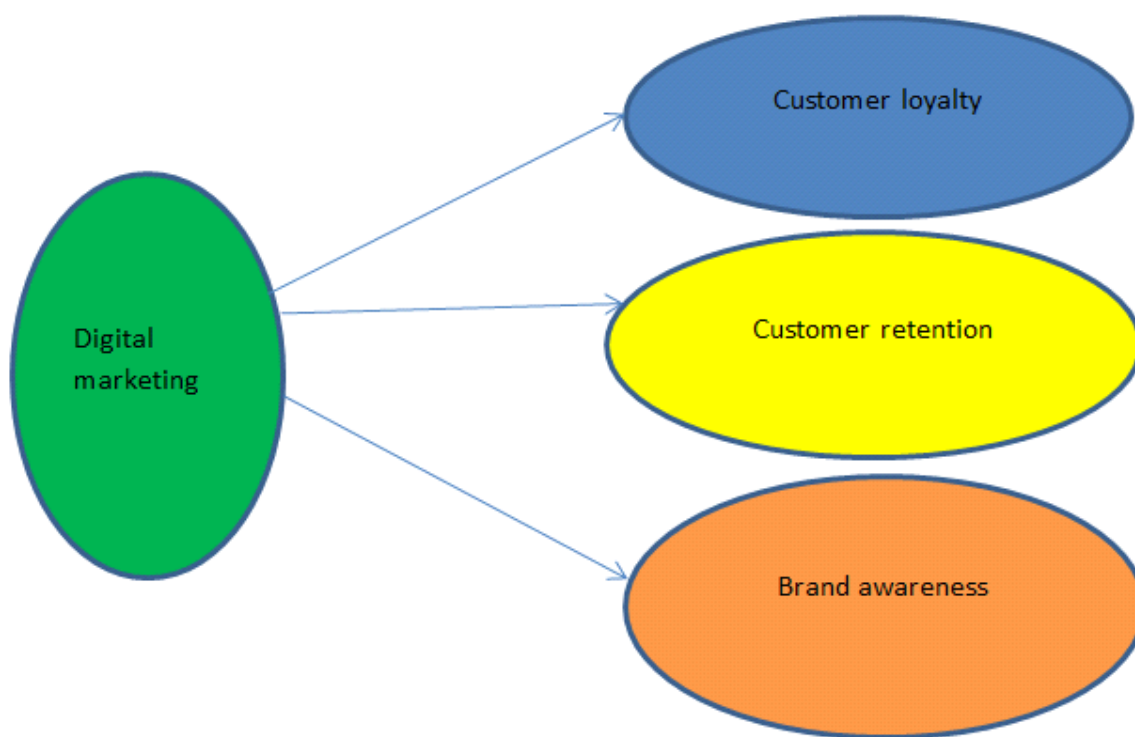 Customer loyalty
Digital
marketing
Customer retention
Brand awareness